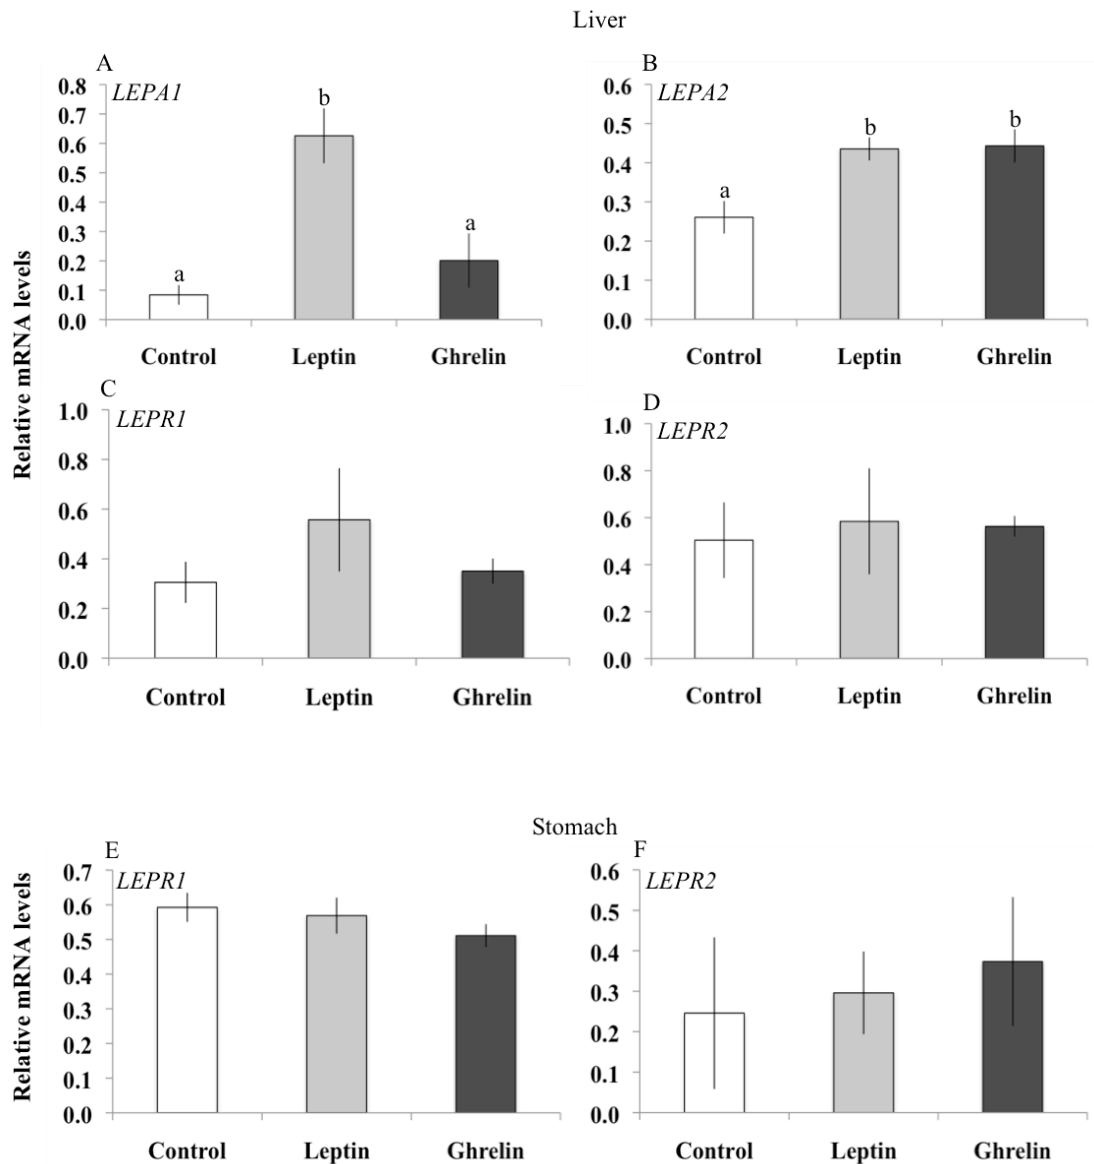 Liver
A
LEPA1
0.8
0.7
0.6
0.5
0.4
0.3
0.2
0.1
0.0
a
b
a
Control Leptin Ghrelin
B
LEPA2
0.6
0.5
0.4
0.3
0.2
0.1
0.0
a
b
b
Control Leptin Ghrelin
Relative mRNA levels
C
LEPR1
1.0
0.8
0.6
0.4
0.2
0.0
Control Leptin Ghrelin
D
LEPR2
1.0
0.8
0.6
0.4
0.2
0.0
Control Leptin Ghrelin
Stomach
Relative mRNA levels
E
LEPR1
0.7
0.6
0.5
0.4
0.3
0.2
0.1
0.0
Control Leptin Ghrelin
F
LEPR2
0.6
0.5
0.4
0.3
0.2
0.1
0.0
Control Leptin Ghrelin